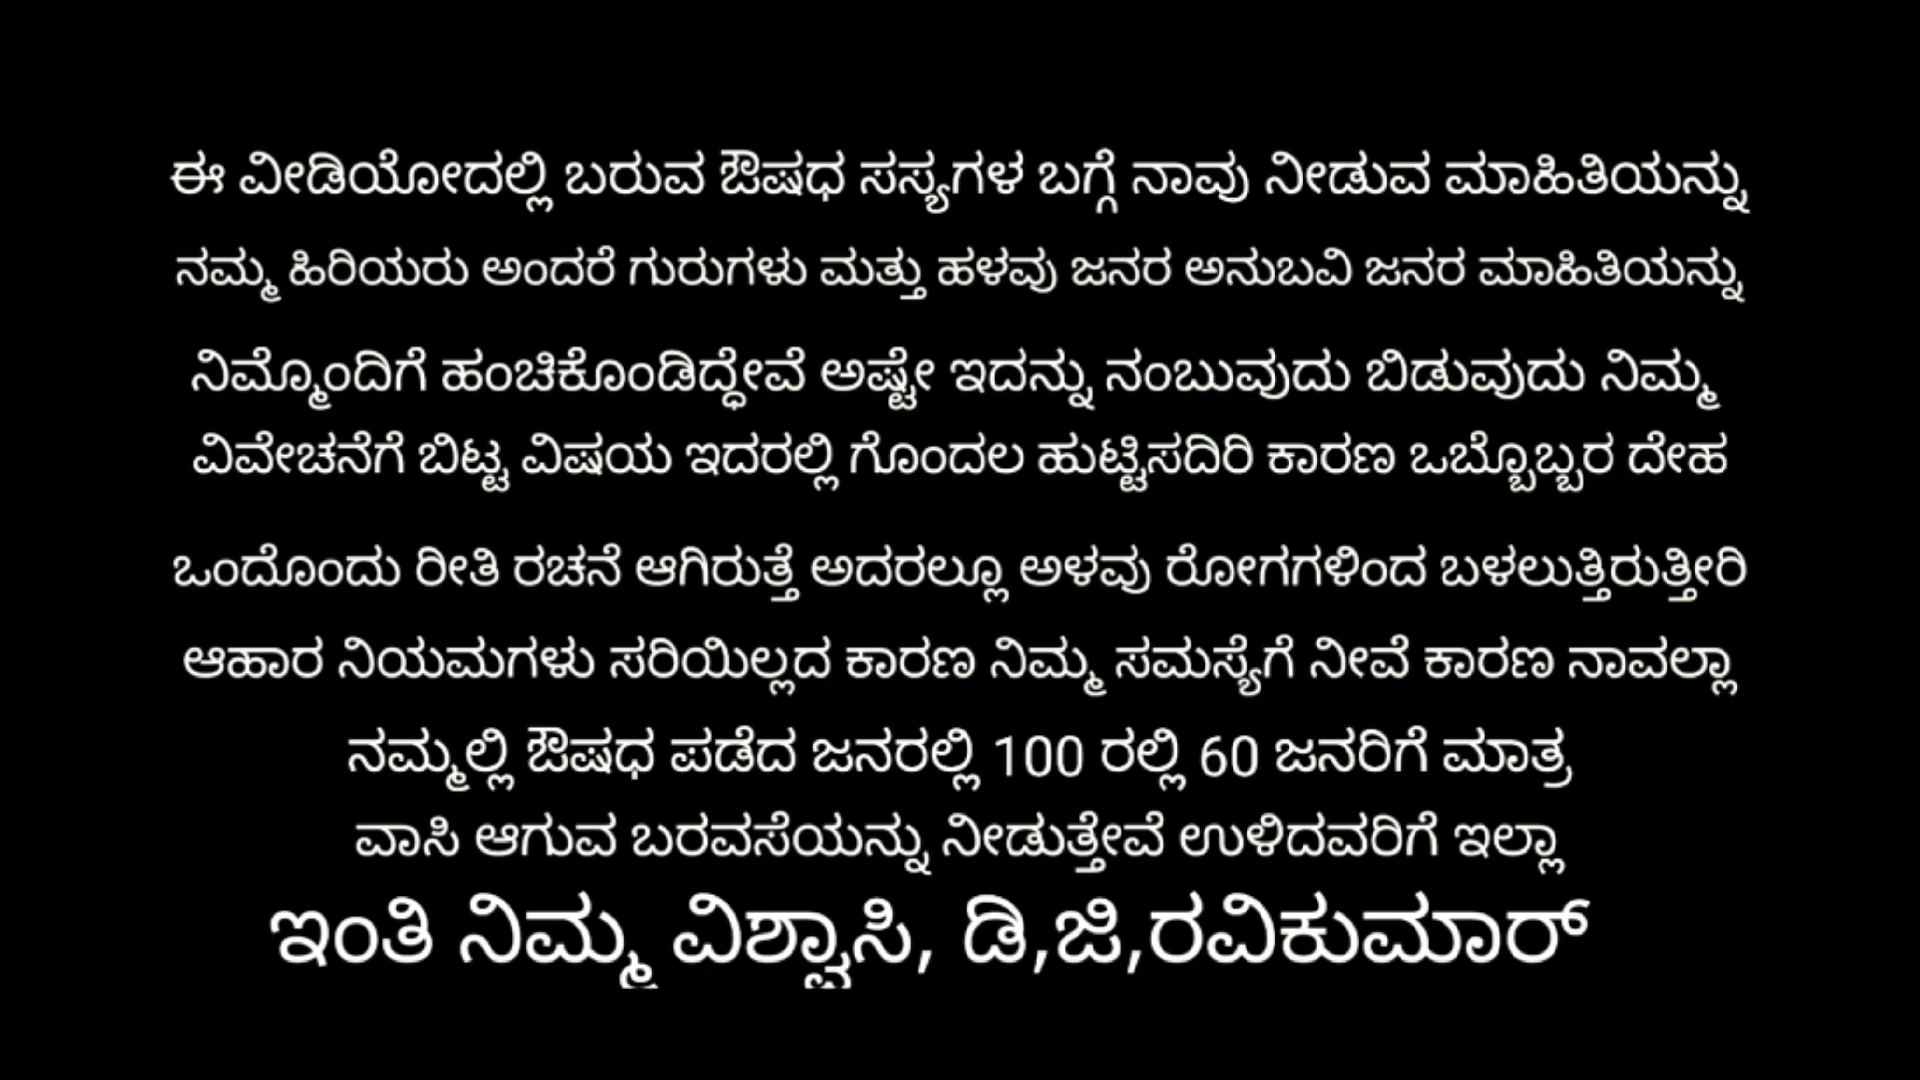 ಈ ವೀಡಿಯೋದಲ್ಲಿ ಬರುವ ಔಷಧ ಸಸ್ಯಗಳ ಬಗ್ಗೆ ನಾವು ನೀಡುವ ಮಾಹಿತಿಯನ್ನು
ನಮ್ಮ ಹಿರಿಯರು ಅಂದರೆ ಗುರುಗಳು ಮತ್ತು ಹಳವು ಜನರ ಅನುಬವಿ ಜನರ ಮಾಹಿತಿಯನ್ನು
ನಿಮ್ಮೊಂದಿಗೆ ಹಂಚಿಕೊಂಡಿದ್ಧೇವೆ ಅಷ್ಟೇ ಇದನ್ನು ನಂಬುವುದು ಬಿಡುವುದು ನಿಮ್ಮ
ವಿವೇಚನೆಗೆ ಬಿಟ್ಟ ವಿಷಯ ಇದರಲ್ಲಿ ಗೊಂದಲ ಹುಟ್ಟಿಸದಿರಿ ಕಾರಣ ಒಬ್ಬೊಬ್ಬರ ದೇಹ
ಒಂದೊಂದು ರೀತಿ ರಚನೆ ಆಗಿರುತ್ತೆ ಅದರಲ್ಲೂ ಅಳವು ರೋಗಗಳಿಂದ ಬಳಲುತ್ತಿರುತ್ತೀರಿ
ಆಹಾರ ನಿಯಮಗಳು ಸರಿಯಿಲ್ಲದ ಕಾರಣ ನಿಮ್ಮ ಸಮಸ್ಯೆಗೆ ನೀವೆ ಕಾರಣ ನಾವಲ್ಲಾ
ನಮ್ಮಲ್ಲಿ ಔಷಧ ಪಡೆದ ಜನರಲ್ಲಿ 100 ರಲ್ಲಿ 60 ಜನರಿಗೆ ಮಾತ್ರ
ವಾಸಿ ಆಗುವ ಬರವಸೆಯನ್ನು ನೀಡುತ್ತೇವೆ ಉಳಿದವರಿಗೆ ಇಲ್ಲಾ
ಇಂತಿ ನಿಮ್ಮ ವಿಶ್ವಾಸಿ, ಡಿ,ಜಿ,ರವಿಕುಮಾರ್